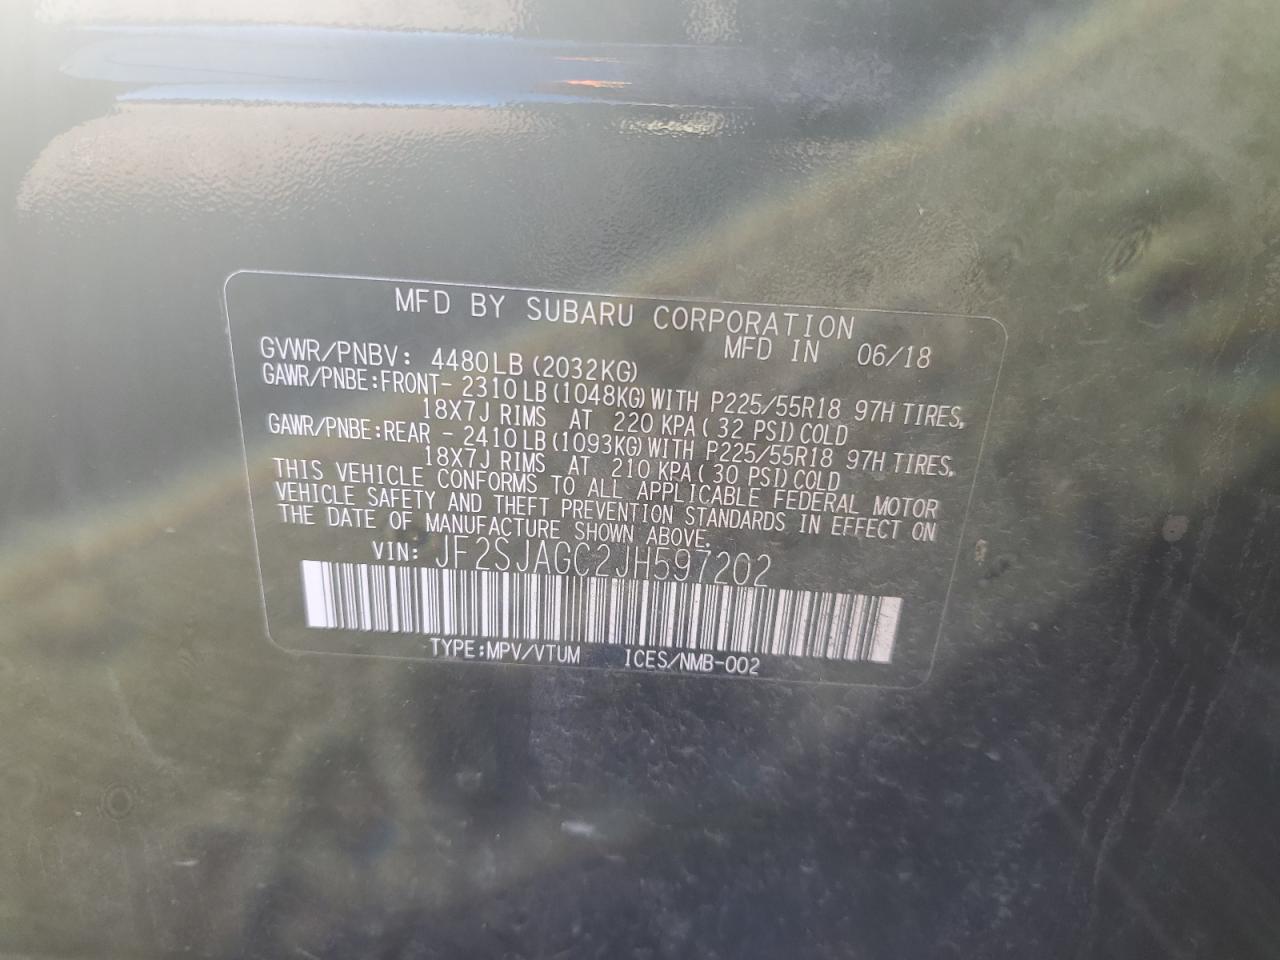 MFD BY SUBARU CORPORATION
MFD IN 06/18
GVWR/PNBV: 4480LB (2032KG)
GAWR/PNBE:FRONT- 2310LB (1048KG) WITH P225/55R18 97H TIRES,
18X7J RIMS AT 220 KPA ( 32 PSI) COLD
GAWR/PNBE:REAR - 2410LB (1093KG) WITH P225/55R18 97H TIRES,
18X7J RIMS AT 210 KPA ( 30 PSI) COLD
THIS VEHICLE CONFORMS TO ALL APPLICABLE FEDERAL MOTOR
VEHICLE SAFETY AND THEFT PREVENTION STANDARDS IN EFFECT ON
THE DATE OF MANUFACTURE SHOWN ABOVE.
VIN: JF2SJAGC2JH597202
TYPE:MPV/VTUM ICES/NMB-002